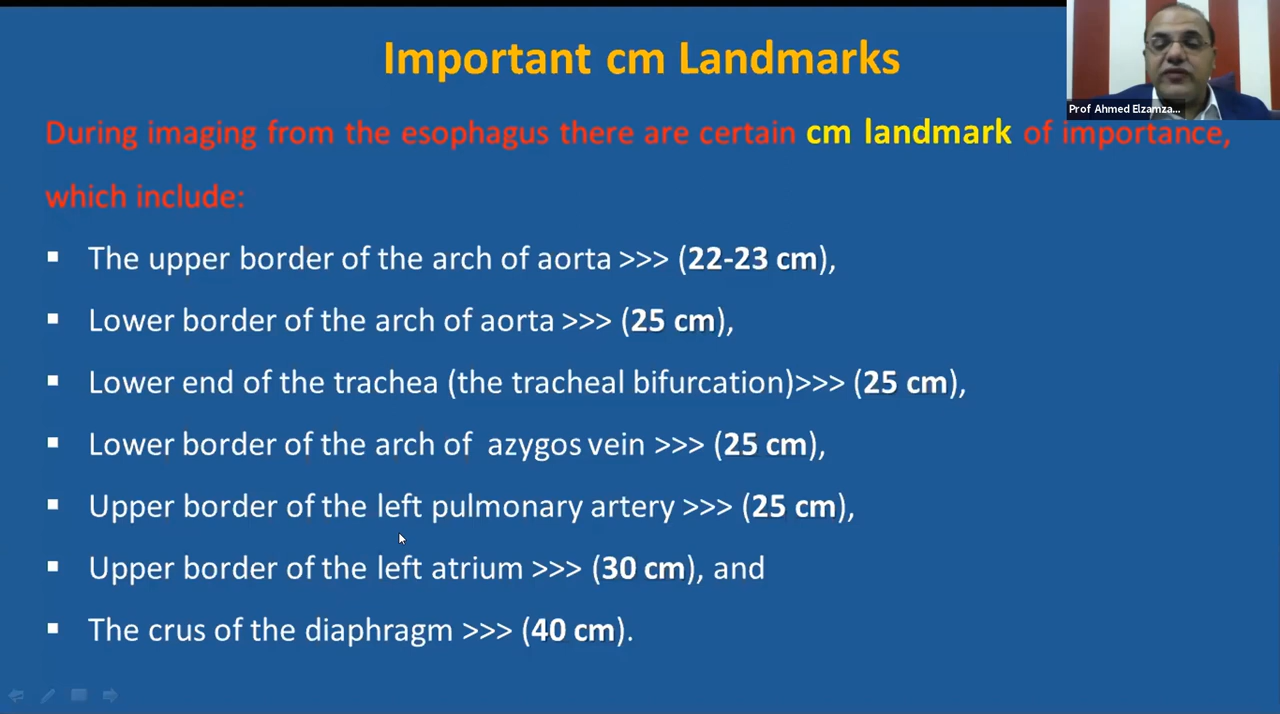 Important cm Landmarks
Prof Ahmed Elzamza...
During imaging from the esophagus there are certain cm landmark of importance,
which include:
▪ The upper border of the arch of aorta >>> (22-23 cm),
▪ Lower border of the arch of aorta >>> (25 cm),
▪ Lower end of the trachea (the tracheal bifurcation)>>> (25 cm),
▪ Lower border of the arch of azygos vein >>> (25 cm),
▪ Upper border of the left pulmonary artery >>> (25 cm),
▪ Upper border of the left atrium >>> (30 cm), and
▪ The crus of the diaphragm >>> (40 cm).